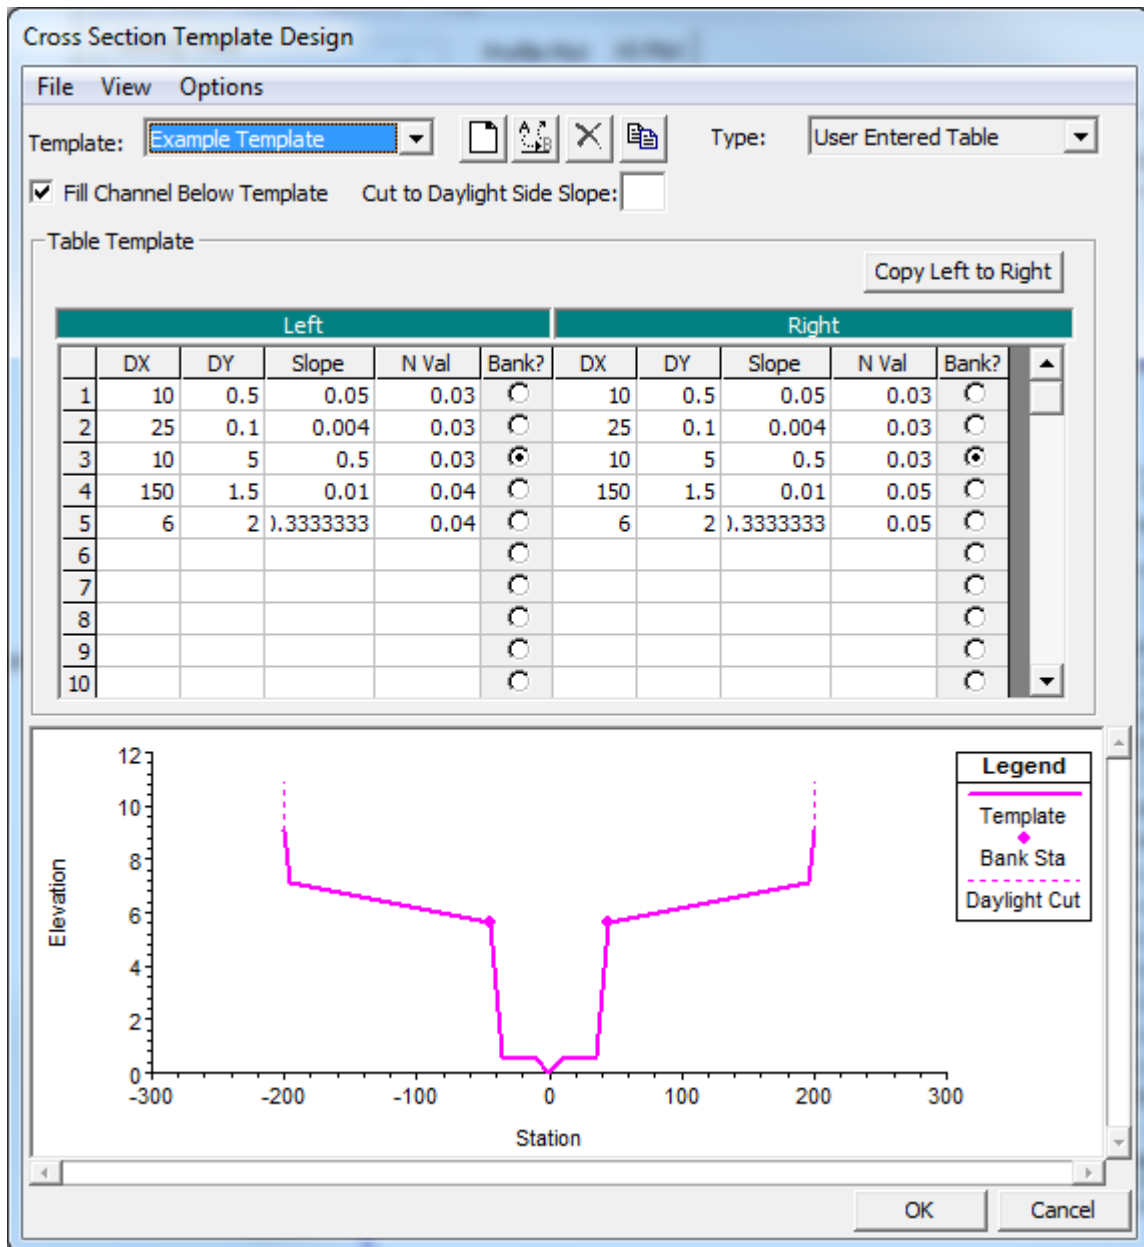 Cross Section Template Design
File View Options
Template: Example Template Type: User Entered Table
Fill Channel Below Template Cut to Daylight Side Slope:
Table Template
Copy Left to Right
Left Right
DX DY Slope N Val Bank? DX DY Slope N Val Bank?
1 10 0.5 0.05 0.03 10 0.5 0.05 0.03
2 25 0.1 0.004 0.03 25 0.1 0.004 0.03
3 10 5 0.5 0.03 10 5 0.5 0.03
4 150 1.5 0.01 0.04 150 1.5 0.01 0.05
5 6 2 ).3333333 0.04 6 2 ).3333333 0.05
6
7
8
9
10
12
10
8
6
4
2
0
Elevation
-300 -200 -100 0 100 200 300
Station
Legend
Template
Bank Sta
Daylight Cut
OK Cancel